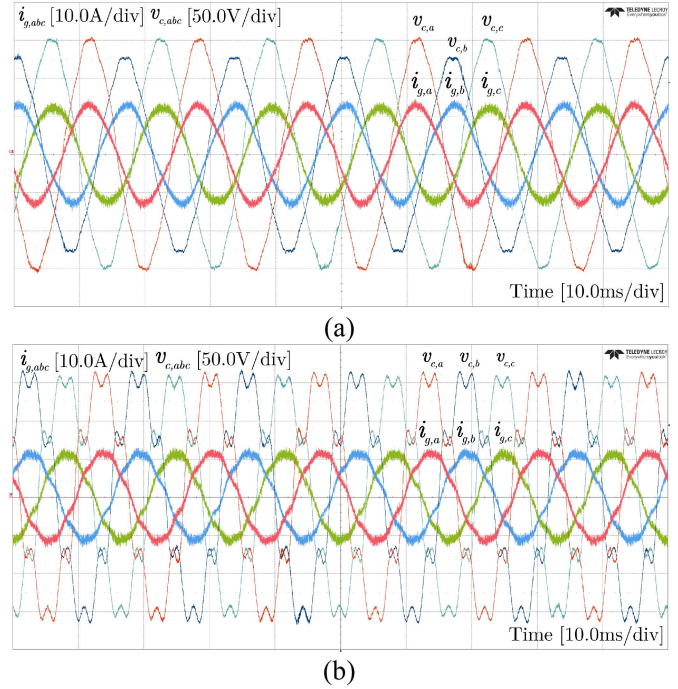 i_g,abc [10.0A/div] v_c,abc [50.0V/div]
TELEDYNE LECROY
Everywhereyoulook
v_c,a v_c,b v_c,c
i_g,a i_g,b i_g,c
Time [10.0ms/div]
(a)
i_g,abc [10.0A/div] v_c,abc [50.0V/div]
TELEDYNE LECROY
Everywhereyoulook
v_c,a v_c,b v_c,c
i_g,a i_g,b i_g,c
Time [10.0ms/div]
(b)